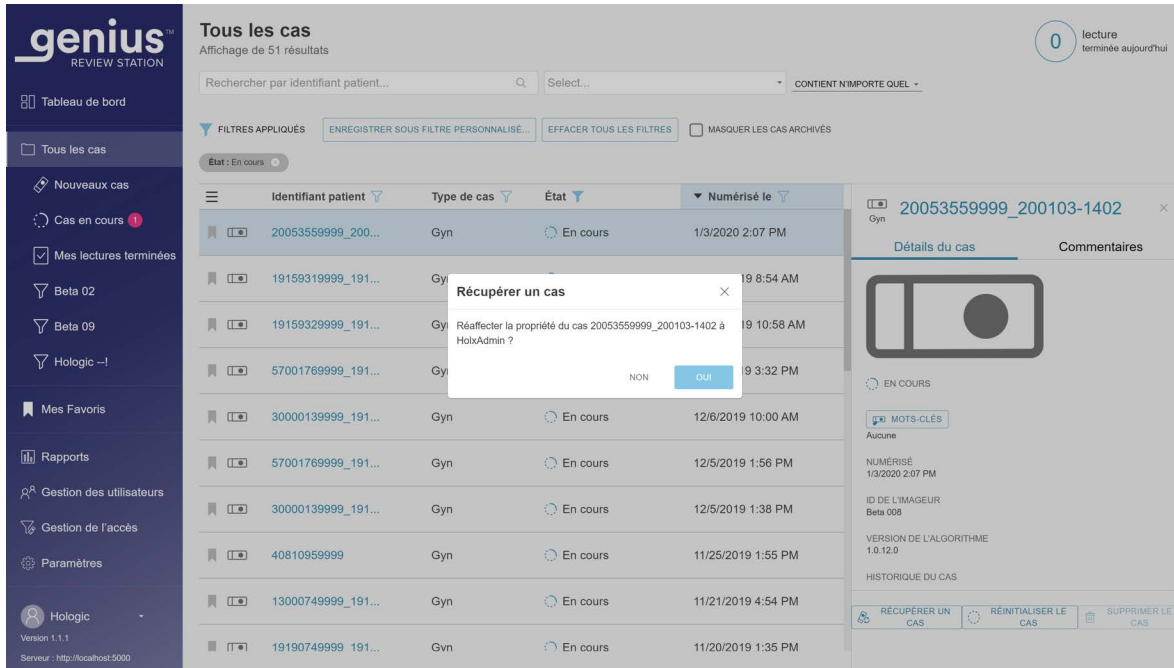 genius™
REVIEW STATION
Tableau de bord
Tous les cas
Nouveaux cas
Cas en cours 1
Mes lectures terminées
Beta 02
Beta 09
Hologic --!
Mes Favoris
Rapports
Gestion des utilisateurs
Gestion de l'accès
Paramètres
Hologic
Version 1.1.1
Serveur : http://localhost:5000
Tous les cas
Affichage de 51 résultats
0 lecture
terminée aujourd'hui
Rechercher par identifiant patient... Select... CONTIENT N'IMPORTE QUEL
FILTRES APPLIQUÉS ENREGISTRER SOUS FILTRE PERSONNALISÉ... EFFACER TOUS LES FILTRES MASQUER LES CAS ARCHIVÉS
État : En cours
Identifiant patient Type de cas État Numérisé le
20053559999_200... Gyn En cours 1/3/2020 2:07 PM
19159319999_191... Gy 19 8:54 AM
19159329999_191... Gy 19 10:58 AM
57001769999_191... Gy 9 3:32 PM
30000139999_191... Gyn En cours 12/6/2019 10:00 AM
57001769999_191... Gyn En cours 12/5/2019 1:56 PM
30000139999_191... Gyn En cours 12/5/2019 1:38 PM
40810959999 Gyn En cours 11/25/2019 1:55 PM
13000749999_191... Gyn En cours 11/21/2019 4:54 PM
19190749999_191... Gyn En cours 11/20/2019 1:35 PM
Récupérer un cas
Réaffecter la propriété du cas 20053559999_200103-1402 à
HolxAdmin ?
NON OUI
Gyn 20053559999_200103-1402
Détails du cas Commentaires
EN COURS
MOTS-CLÉS
Aucune
NUMÉRISÉ
1/3/2020 2:07 PM
ID DE L'IMAGEUR
Beta 008
VERSION DE L'ALGORITHME
1.0.12.0
HISTORIQUE DU CAS
RÉCUPÉRER UN CAS RÉINITIALISER LE CAS SUPPRIMER LE CAS